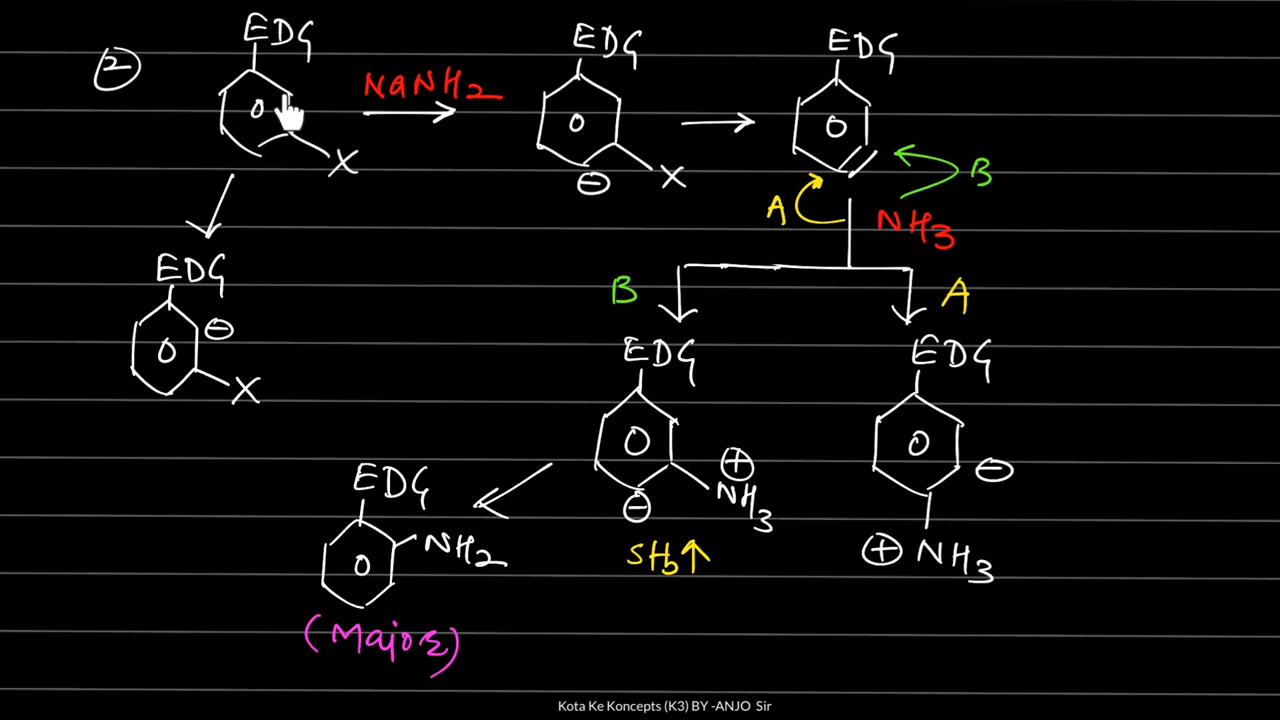 ② EDG NaNH2 EDG EDG
O O O
X ⊖ X
A B
NH3
EDG B A
⊖
O X
EDG EDG
O O
⊕ NH3 ⊖
⊖
EDG NH2 SHb↑ ⊕ NH3
O
(Major)
Kota Ke Koncepts (K3) BY -ANJO Sir